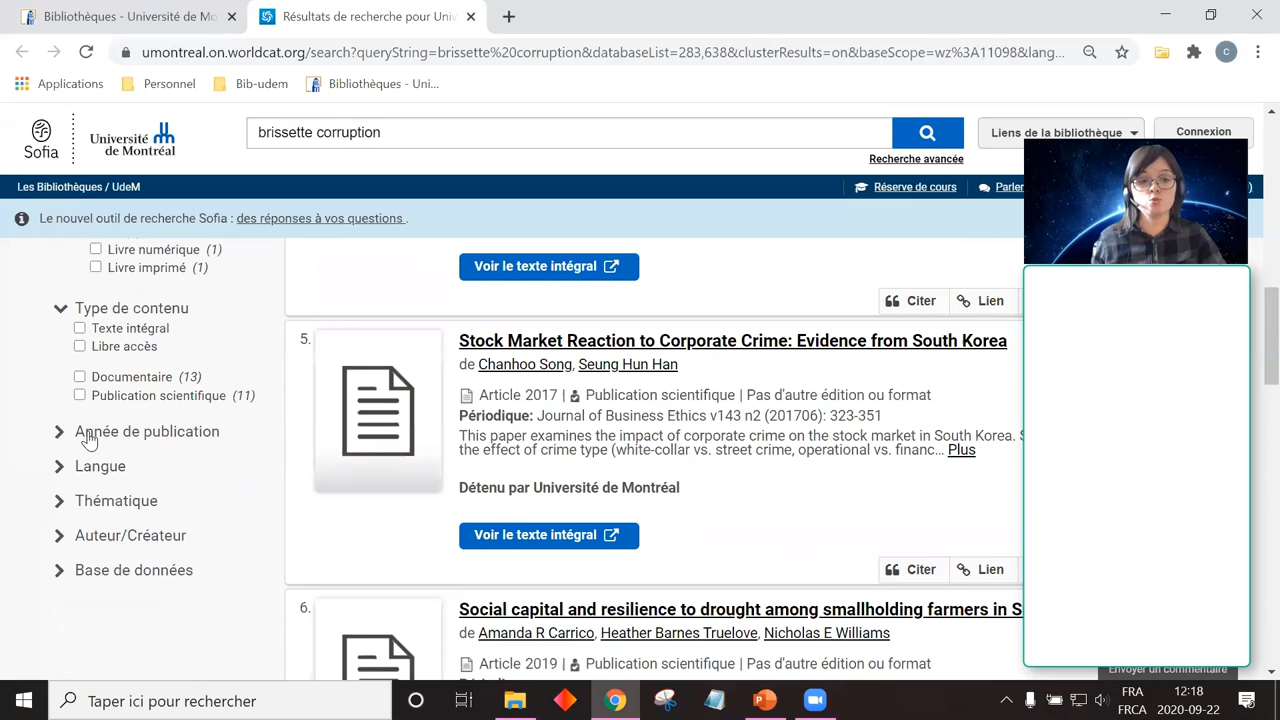 Bibliothèques - Université de Mo
Résultats de recherche pour Univ
umontreal.on.worldcat.org/search?queryString=brissette%20corruption&databaseList=283,638&clusterResults=on&baseScope=wz%3A11098&lang...
C
Applications
Personnel
Bib-udem
Bibliothèques - Uni...
Sofia
Université de Montréal
brissette corruption
Liens de la bibliothèque
Connexion
Recherche avancée
Les Bibliothèques / UdeM
Réserve de cours
Parler
)
Le nouvel outil de recherche Sofia : des réponses à vos questions .
Livre numérique (1)
Livre imprimé (1)
Type de contenu
Texte intégral
Libre accès
Documentaire (13)
Publication scientifique (11)
Année de publication
Langue
Thématique
Auteur/Créateur
Base de données
Voir le texte intégral
Citer
Lien
5.
Stock Market Reaction to Corporate Crime: Evidence from South Korea
de Chanhoo Song, Seung Hun Han
Article 2017 | Publication scientifique | Pas d'autre édition ou format
Périodique: Journal of Business Ethics v143 n2 (201706): 323-351
This paper examines the impact of corporate crime on the stock market in South Korea. S
the effect of crime type (white-collar vs. street crime, operational vs. financ... Plus
Détenu par Université de Montréal
Voir le texte intégral
Citer
Lien
6.
Social capital and resilience to drought among smallholding farmers in S
de Amanda R Carrico, Heather Barnes Truelove, Nicholas E Williams
Article 2019 | Publication scientifique | Pas d'autre édition ou format
Envoyer un commentaire
Taper ici pour rechercher
FRA
FRCA
12:18
2020-09-22